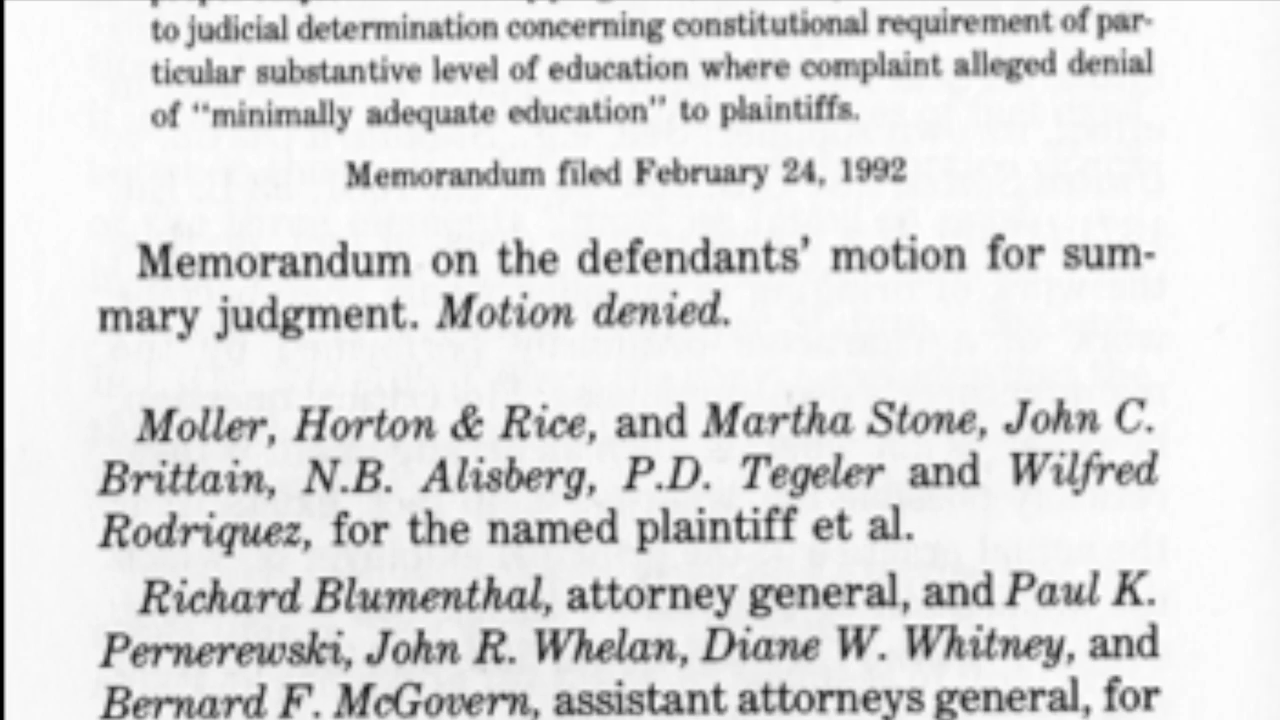 to judicial determination concerning constitutional requirement of par-
ticular substantive level of education where complaint alleged denial
of "minimally adequate education" to plaintiffs.
Memorandum filed February 24, 1992
Memorandum on the defendants' motion for sum-
mary judgment. Motion denied.
Moller, Horton & Rice, and Martha Stone, John C.
Brittain, N.B. Alisberg, P.D. Tegeler and Wilfred
Rodriquez, for the named plaintiff et al.
Richard Blumenthal, attorney general, and Paul K.
Pernerewski, John R. Whelan, Diane W. Whitney, and
Bernard F. McGovern, assistant attorneys general, for